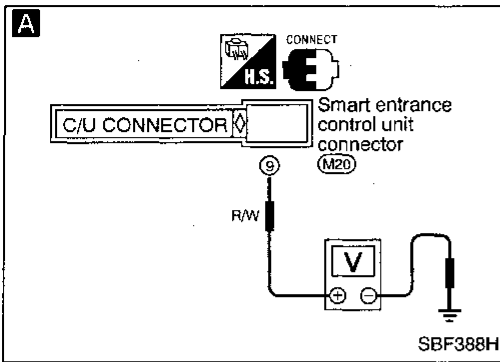 A
CONNECT
H.S.
C/U CONNECTOR
Smart entrance
control unit
connector
M20
9
R/W
V
+ −
SBF388H